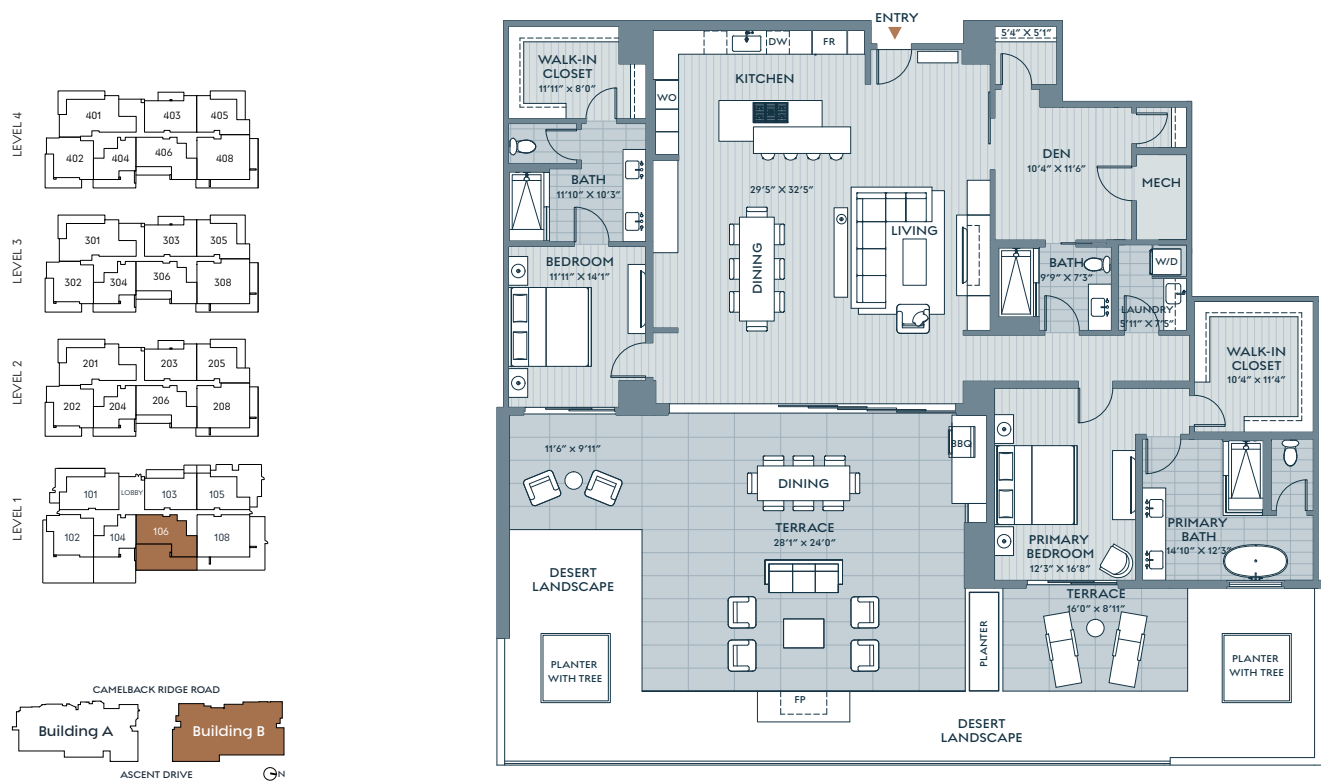 LEVEL 4
401
403
405
402
404
406
408
LEVEL 3
301
303
305
302
304
306
308
LEVEL 2
201
203
205
202
204
206
208
LEVEL 1
101
LOBBY
103
105
102
104
106
108
CAMELBACK RIDGE ROAD
Building A
Building B
ASCENT DRIVE
N
ENTRY
WALK-IN
CLOSET
11'11" X 8'0"
DW
FR
WO
KITCHEN
5'4" X 5'1"
DEN
10'4" X 11'6"
MECH
BATH
11'10" X 10'3"
29'5" X 32'5"
LIVING
DINING
BEDROOM
11'11" X 14'1"
BATH
9'9" X 7'3"
W/D
LAUNDRY
5'11" X 7'5"
WALK-IN
CLOSET
10'4" X 11'4"
11'6" X 9'11"
BBQ
DINING
TERRACE
28'1" X 24'0"
PRIMARY
BEDROOM
12'3" X 16'8"
PRIMARY
BATH
14'10" X 12'3"
DESERT
LANDSCAPE
TERRACE
16'0" X 8'11"
PLANTER
PLANTER
WITH TREE
PLANTER
WITH TREE
FP
DESERT
LANDSCAPE